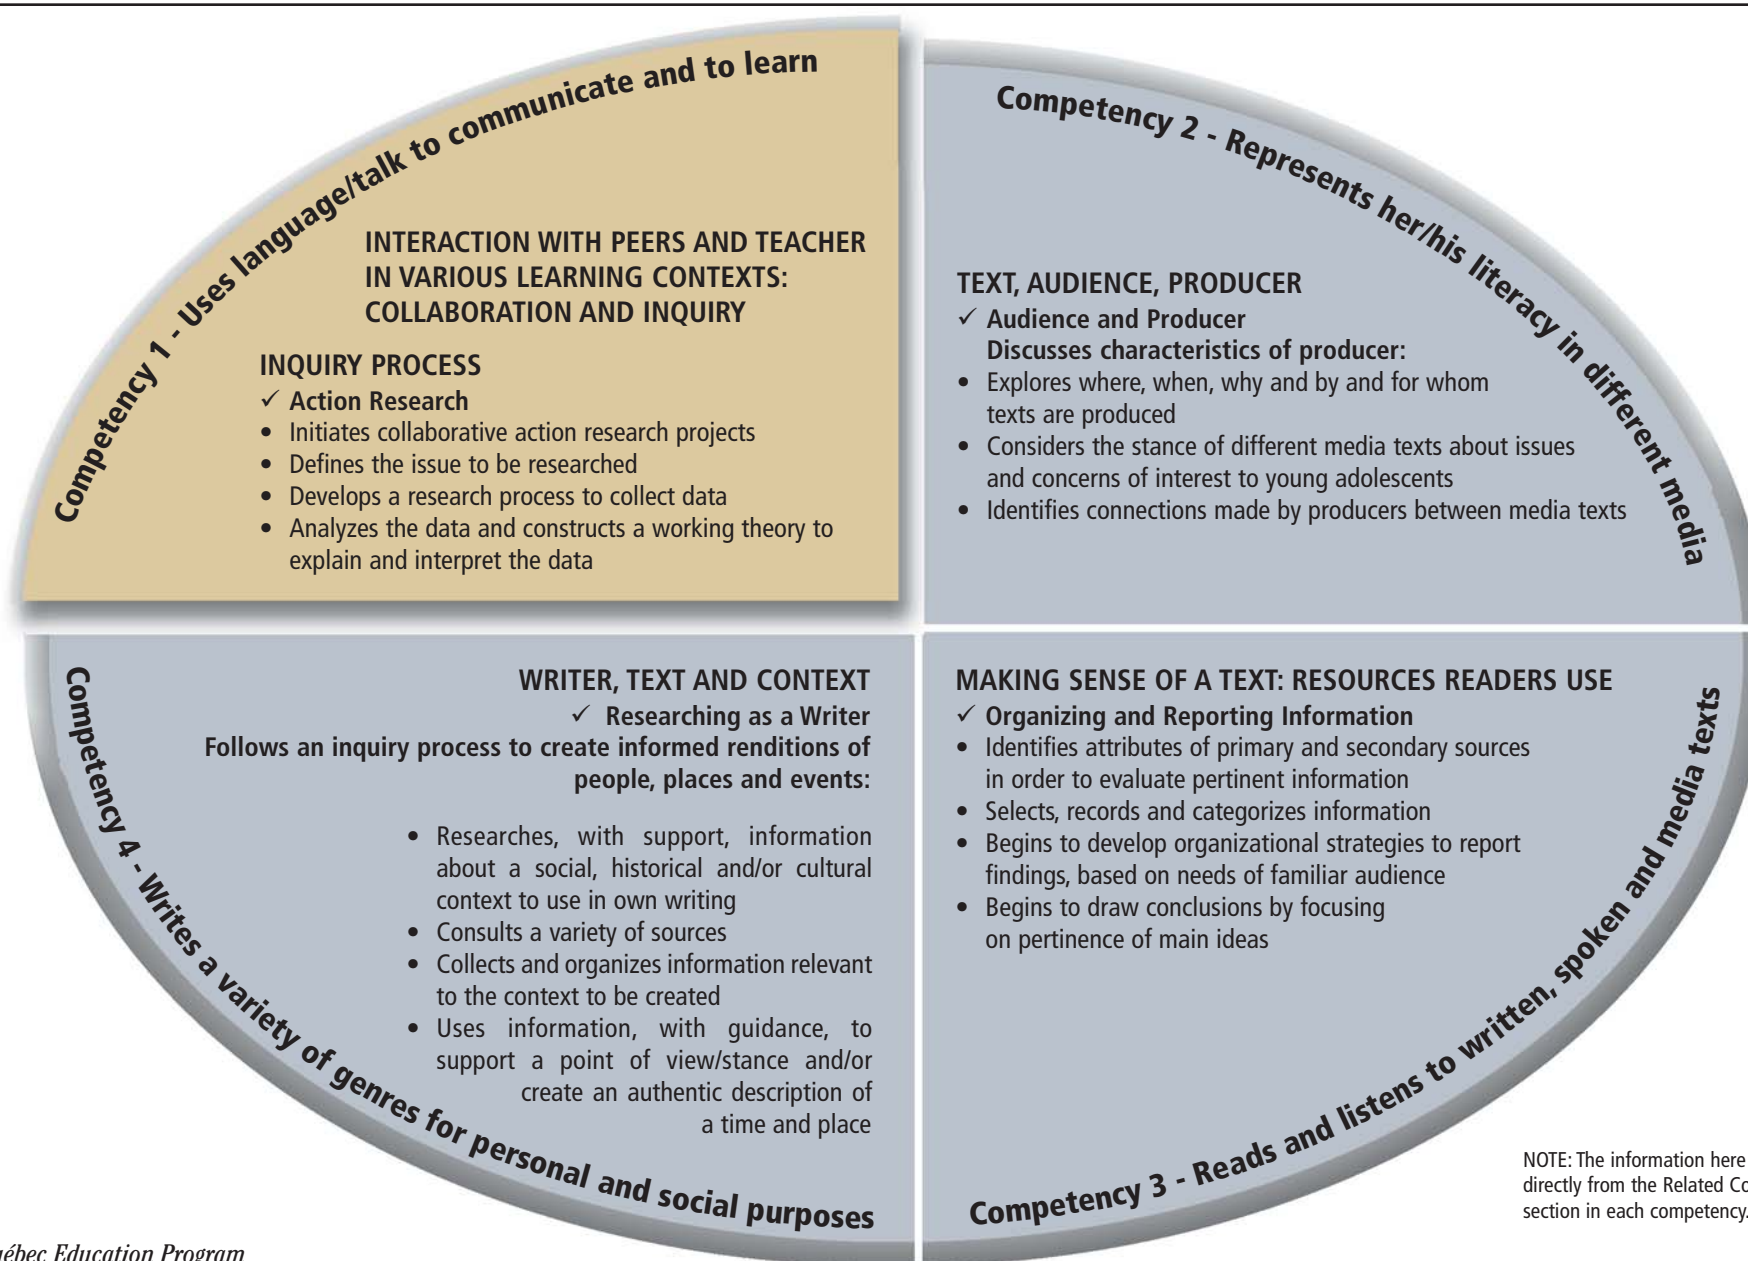 Competency 1 - Uses language/talk to communicate and to learn
INTERACTION WITH PEERS AND TEACHER
IN VARIOUS LEARNING CONTEXTS:
COLLABORATION AND INQUIRY
INQUIRY PROCESS
✓ Action Research
• Initiates collaborative action research projects
• Defines the issue to be researched
• Develops a research process to collect data
• Analyzes the data and constructs a working theory to
explain and interpret the data
Competency 2 - Represents her/his literacy in different media
TEXT, AUDIENCE, PRODUCER
✓ Audience and Producer
Discusses characteristics of producer:
• Explores where, when, why and by and for whom
texts are produced
• Considers the stance of different media texts about issues
and concerns of interest to young adolescents
• Identifies connections made by producers between media texts
Competency 4 - Writes a variety of genres for personal and social purposes
WRITER, TEXT AND CONTEXT
✓ Researching as a Writer
Follows an inquiry process to create informed renditions of
people, places and events:
• Researches, with support, information
about a social, historical and/or cultural
context to use in own writing
• Consults a variety of sources
• Collects and organizes information relevant
to the context to be created
• Uses information, with guidance, to
support a point of view/stance and/or
create an authentic description of
a time and place
MAKING SENSE OF A TEXT: RESOURCES READERS USE
✓ Organizing and Reporting Information
• Identifies attributes of primary and secondary sources
in order to evaluate pertinent information
• Selects, records and categorizes information
• Begins to develop organizational strategies to report
findings, based on needs of familiar audience
• Begins to draw conclusions by focusing
on pertinence of main ideas
Competency 3 - Reads and listens to written, spoken and media texts
NOTE: The information here
directly from the Related Co
section in each competency.
ébec Education Program